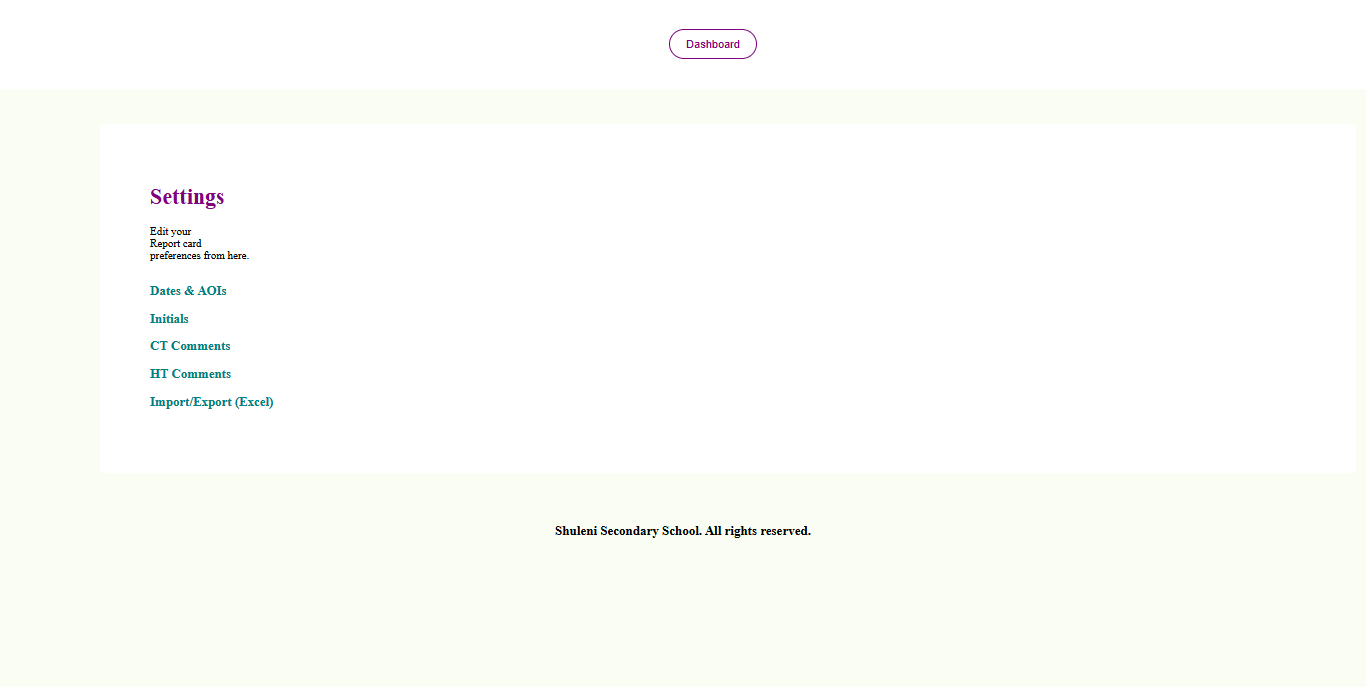 Dashboard
Settings
Edit your
Report card
preferences from here.
Dates & AOIs
Initials
CT Comments
HT Comments
Import/Export (Excel)
Shuleni Secondary School. All rights reserved.